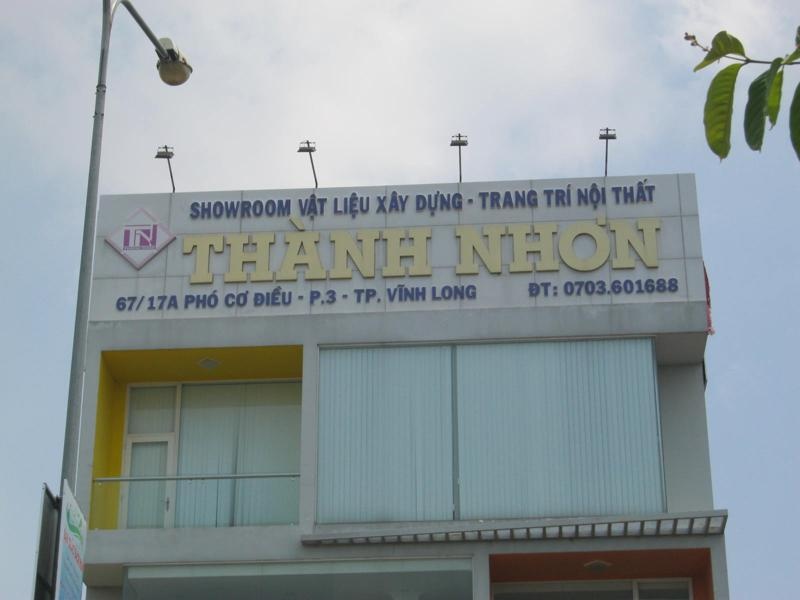 SHOWROOM VẬT LIỆU XÂY DỰNG - TRANG TRÍ NỘI THẤT
TN
THÀNH NHƠN
67/17A PHÓ CƠ ĐIỀU - P.3 - TP. VĨNH LONG ĐT: 0703.601688